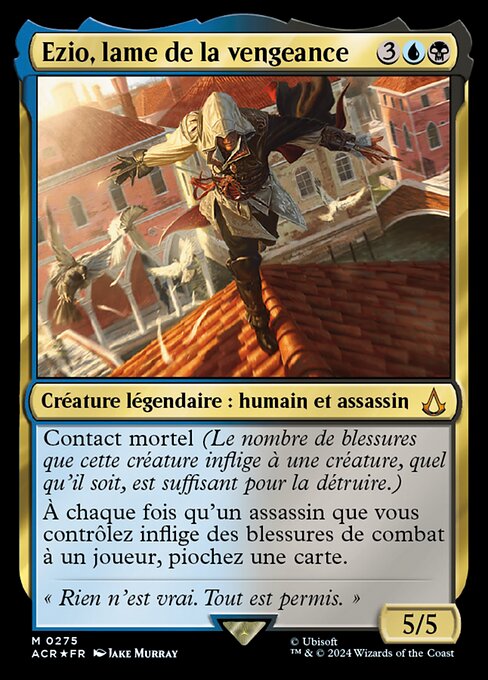 Ezio, lame de la vengeance 3
Créature légendaire : humain et assassin
Contact mortel (Le nombre de blessures
que cette créature inflige à une créature, quel
qu'il soit, est suffisant pour la détruire.)
À chaque fois qu'un assassin que vous
contrôlez inflige des blessures de combat
à un joueur, piochez une carte.
« Rien n'est vrai. Tout est permis. »
5/5
M 0275
ACR★FR Jake Murray
© Ubisoft
™ & © 2024 Wizards of the Coast